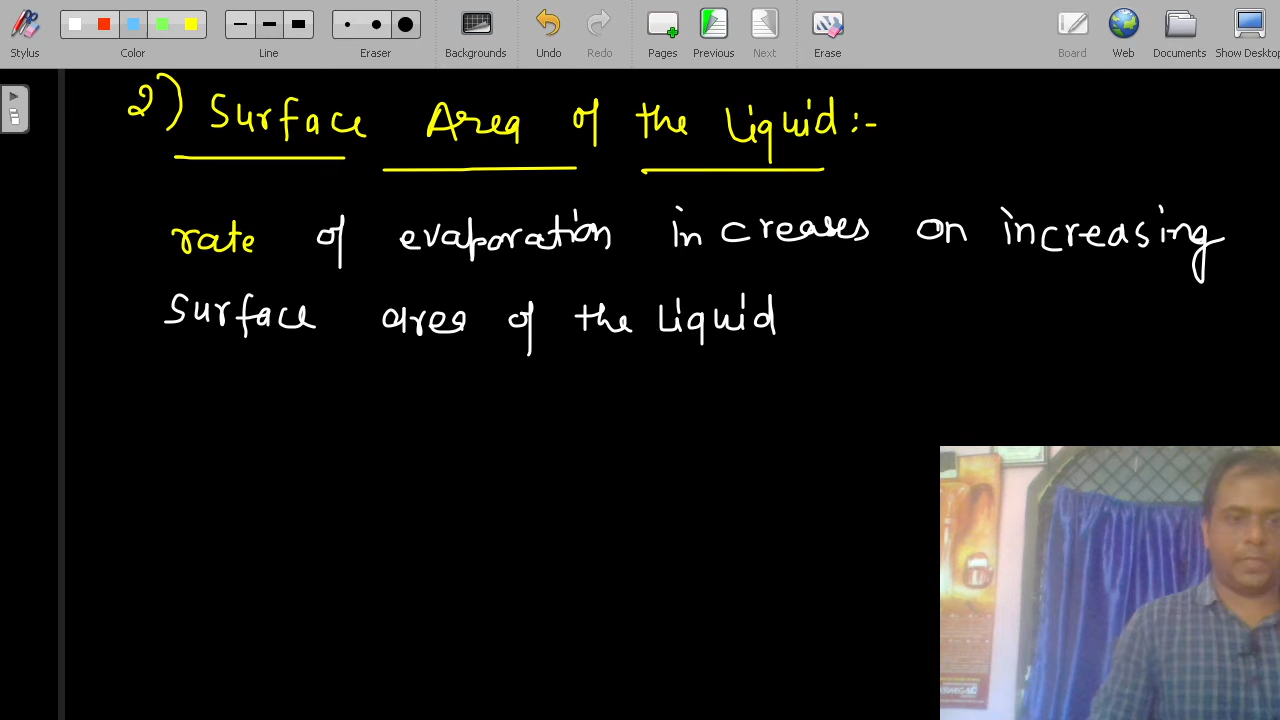 Stylus Color Line Eraser Backgrounds Undo Redo Pages Previous Next Erase Board Web Documents Show Desktop
2) Surface Area of the Liquid :-
rate of evaporation increases on increasing
surface area of the liquid